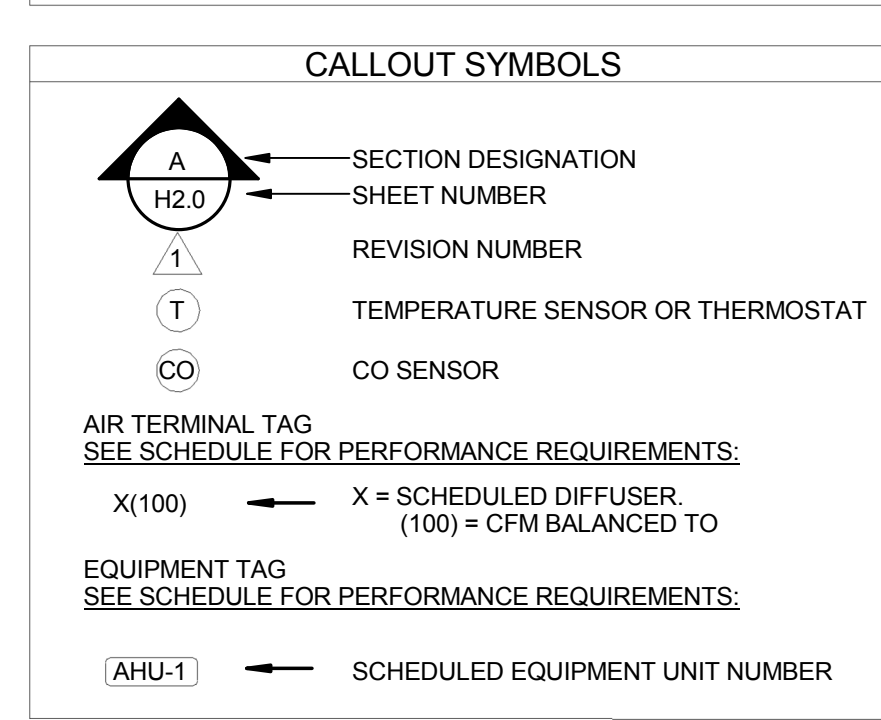 CALLOUT SYMBOLS
A
SECTION DESIGNATION
H2.0
SHEET NUMBER
1
REVISION NUMBER
T
TEMPERATURE SENSOR OR THERMOSTAT
CO
CO SENSOR
AIR TERMINAL TAG
SEE SCHEDULE FOR PERFORMANCE REQUIREMENTS:
X(100)
X = SCHEDULED DIFFUSER.
(100) = CFM BALANCED TO
EQUIPMENT TAG
SEE SCHEDULE FOR PERFORMANCE REQUIREMENTS:
AHU-1
SCHEDULED EQUIPMENT UNIT NUMBER